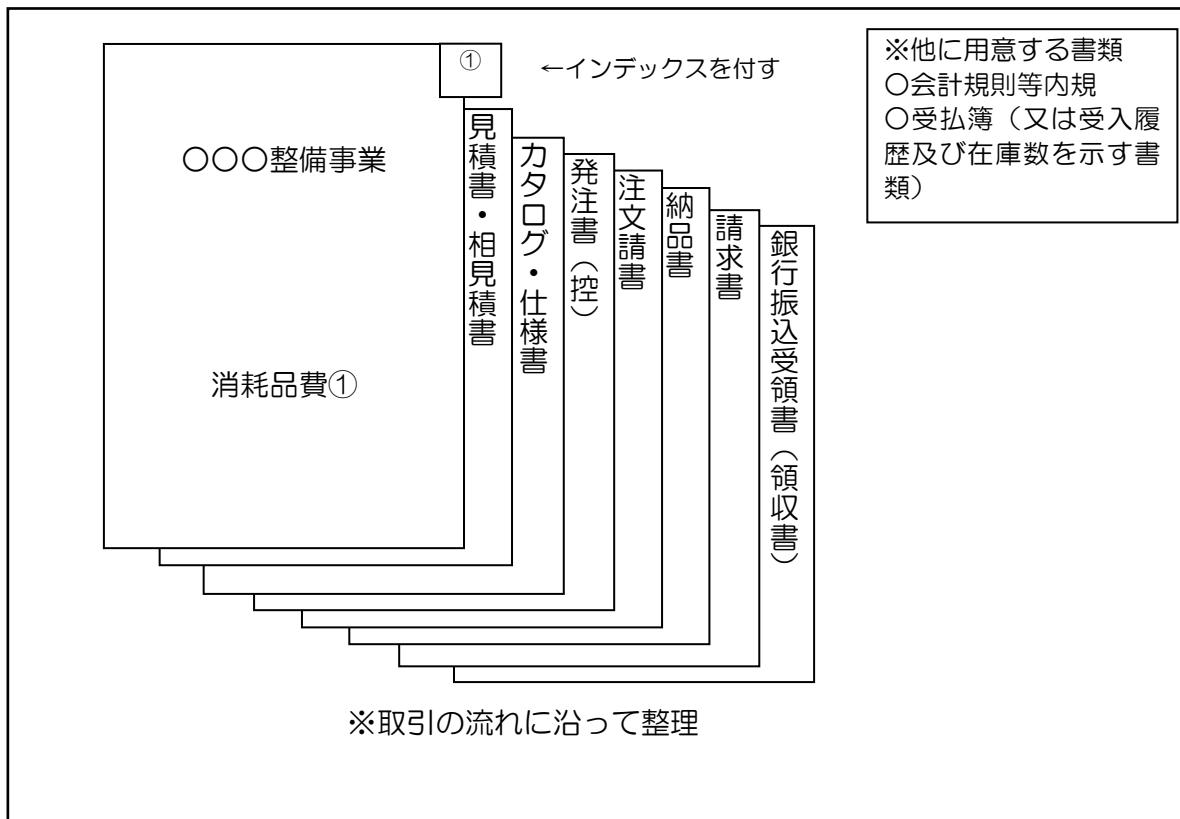 ①
←インデックスを付す
※他に用意する書類
〇会計規則等内規
〇受払簿（又は受入履
歴及び在庫数を示す書
類）
〇〇〇整備事業
消耗品費①
見積書・相見積書
カタログ・仕様書
発注書（控）
注文請書
納品書
請求書
銀行振込受領書（領収書）
※取引の流れに沿って整理